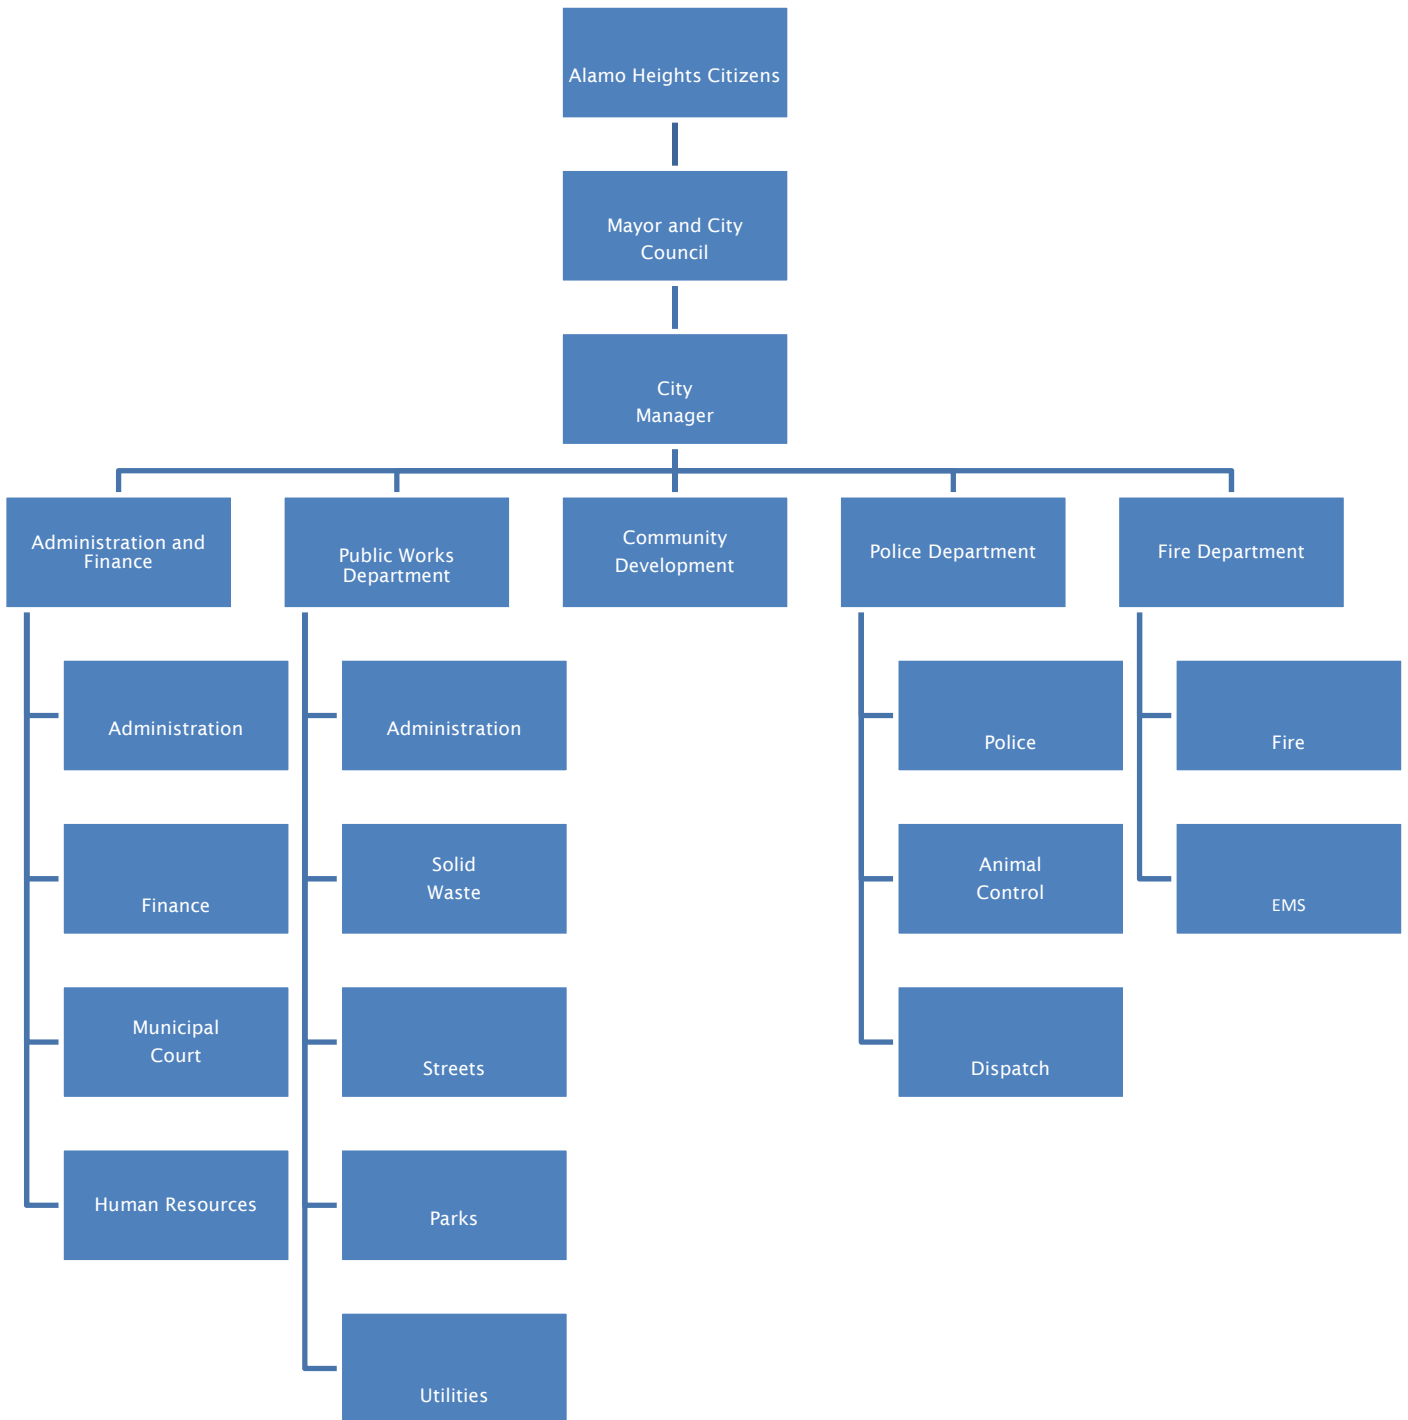 Alamo Heights Citizens
Mayor and City
Council
City
Manager
Administration and
Finance
Public Works
Department
Community
Development
Police Department
Fire Department
Administration
Administration
Police
Fire
Finance
Solid
Waste
Animal
Control
EMS
Municipal
Court
Streets
Dispatch
Human Resources
Parks
Utilities